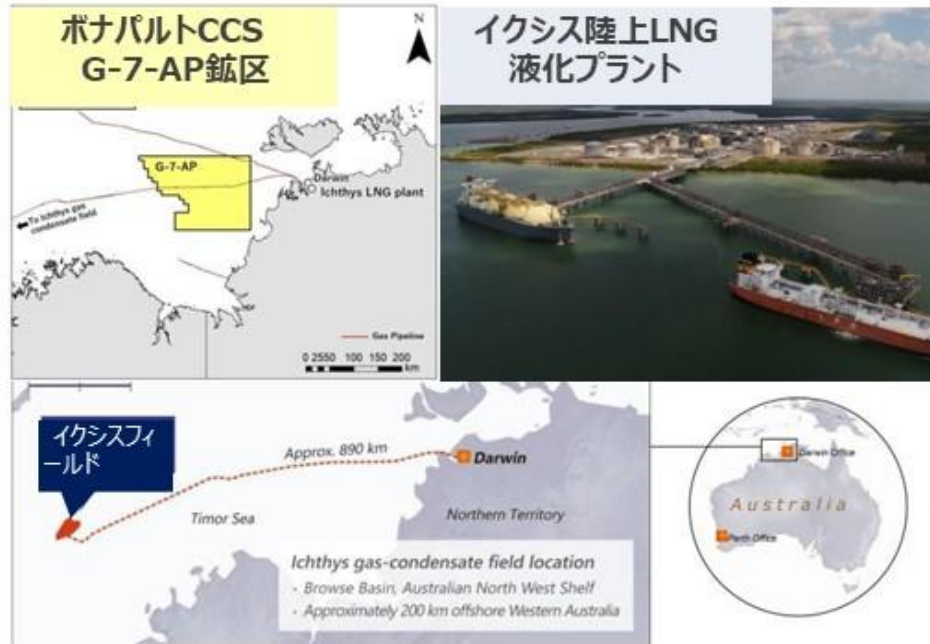 ボナパルトCCS
G-7-AP鉱区
イクシス陸上LNG
液化プラント
N
G-7-AP
Darwin
Ichthys LNG plant
To Ichthys gas
condensate field
Gas Pipeline
0 2550 100 150 200
km
イクシスフィ
ールド
Approx. 890 km
Darwin
Timor Sea
Northern Territory
Ichthys gas-condensate field location
・ Browse Basin, Australian North West Shelf
・ Approximately 200 km offshore Western Australia
Darwin Office
Australia
Perth Office